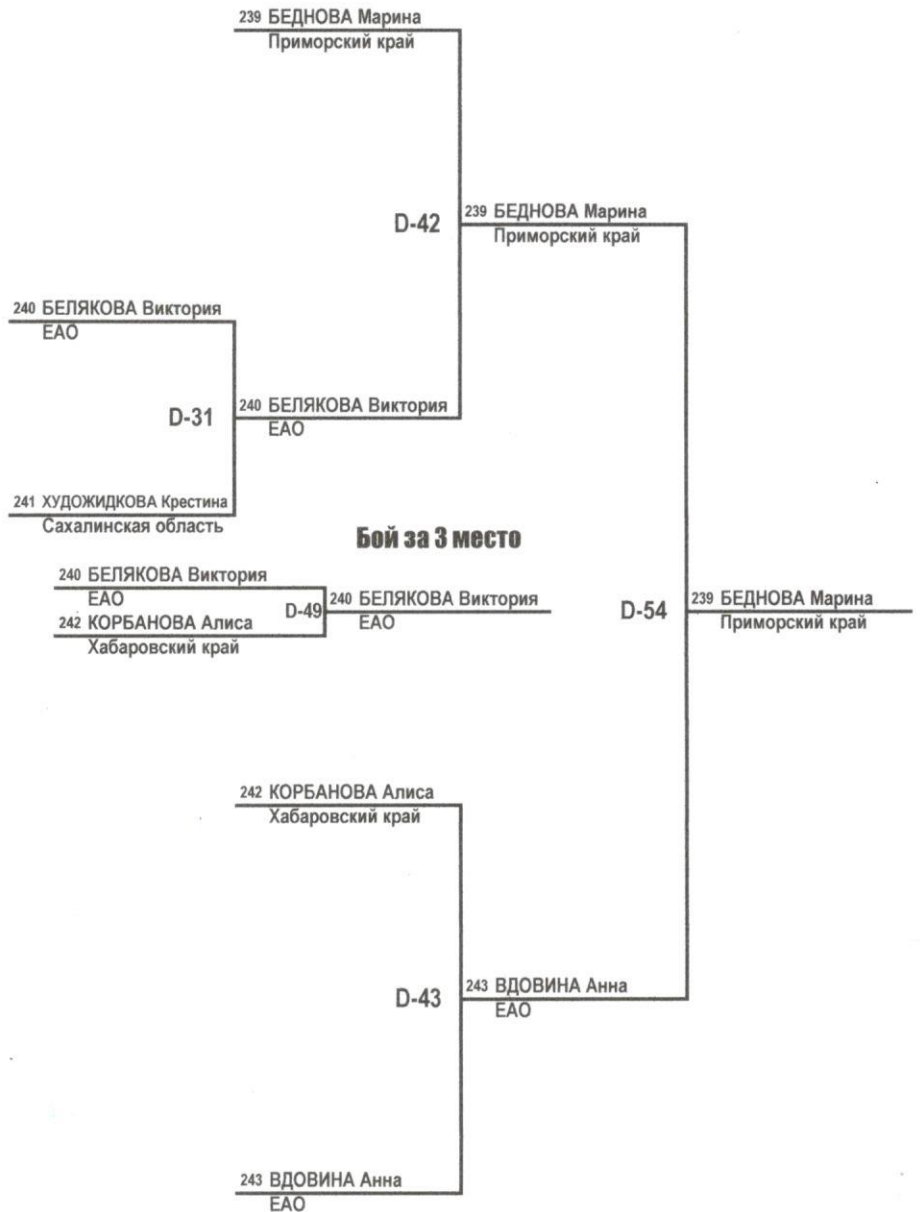 239 БЕДНОВА Марина
Приморский край
D-42
239 БЕДНОВА Марина
Приморский край
240 БЕЛЯКОВА Виктория
ЕАО
D-31
240 БЕЛЯКОВА Виктория
ЕАО
241 ХУДОЖИДКОВА Крестина
Сахалинская область
Бой за 3 место
240 БЕЛЯКОВА Виктория
ЕАО
D-49
240 БЕЛЯКОВА Виктория
ЕАО
242 КОРБАНОВА Алиса
Хабаровский край
D-54
239 БЕДНОВА Марина
Приморский край
242 КОРБАНОВА Алиса
Хабаровский край
D-43
243 ВДОВИНА Анна
ЕАО
243 ВДОВИНА Анна
ЕАО